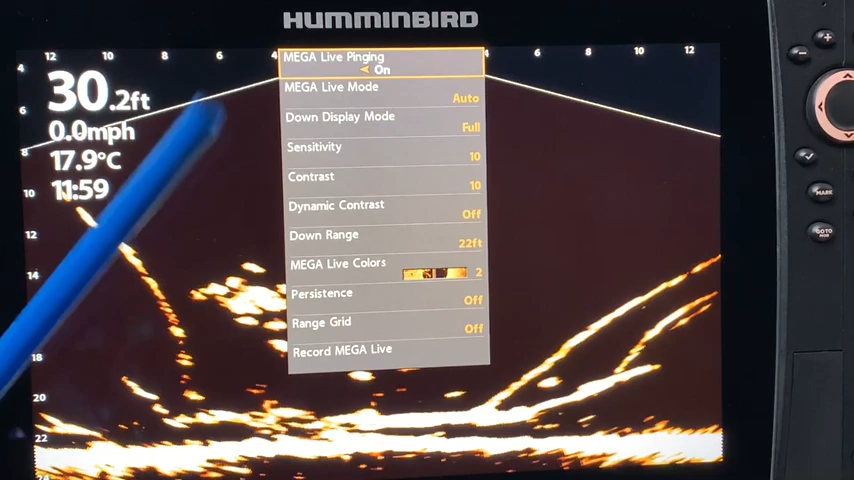 HUMMINBIRD
12 10 6 4 4 6 8 10 12
30.2ft
0.0mph
17.9°C
11:59
4
6
8
10
12
14
18
20
22
24
MEGA Live Pinging
On
MEGA Live Mode
Auto
Down Display Mode
Full
Sensitivity
10
Contrast
10
Dynamic Contrast
Off
Down Range
22ft
MEGA Live Colors
2
Persistence
Off
Range Grid
Off
Record MEGA Live
MARK
GOTO